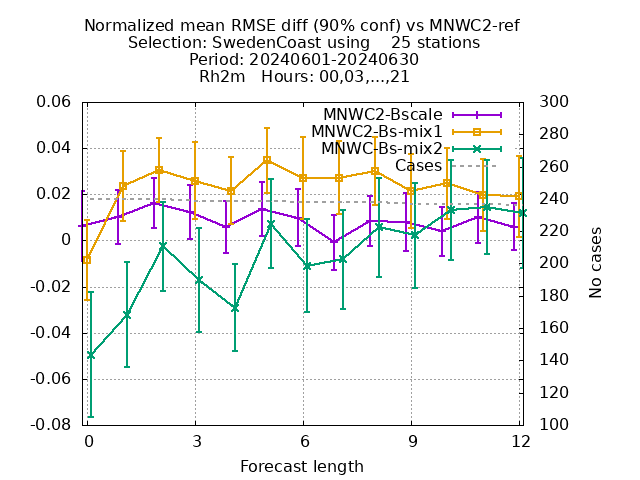 Normalized mean RMSE diff (90% conf) vs MNWC2-ref
Selection: SwedenCoast using    25 stations
Period: 20240601-20240630
Rh2m   Hours: 00,03,...,21
MNWC2-Bscale
MNWC2-Bs-mix1
MNWC-Bs-mix2
Cases
0.06
0.04
0.02
0
-0.02
-0.04
-0.06
-0.08
300
280
260
240
220
200
180
160
140
120
100
No cases
0 3 6 9 12
Forecast length